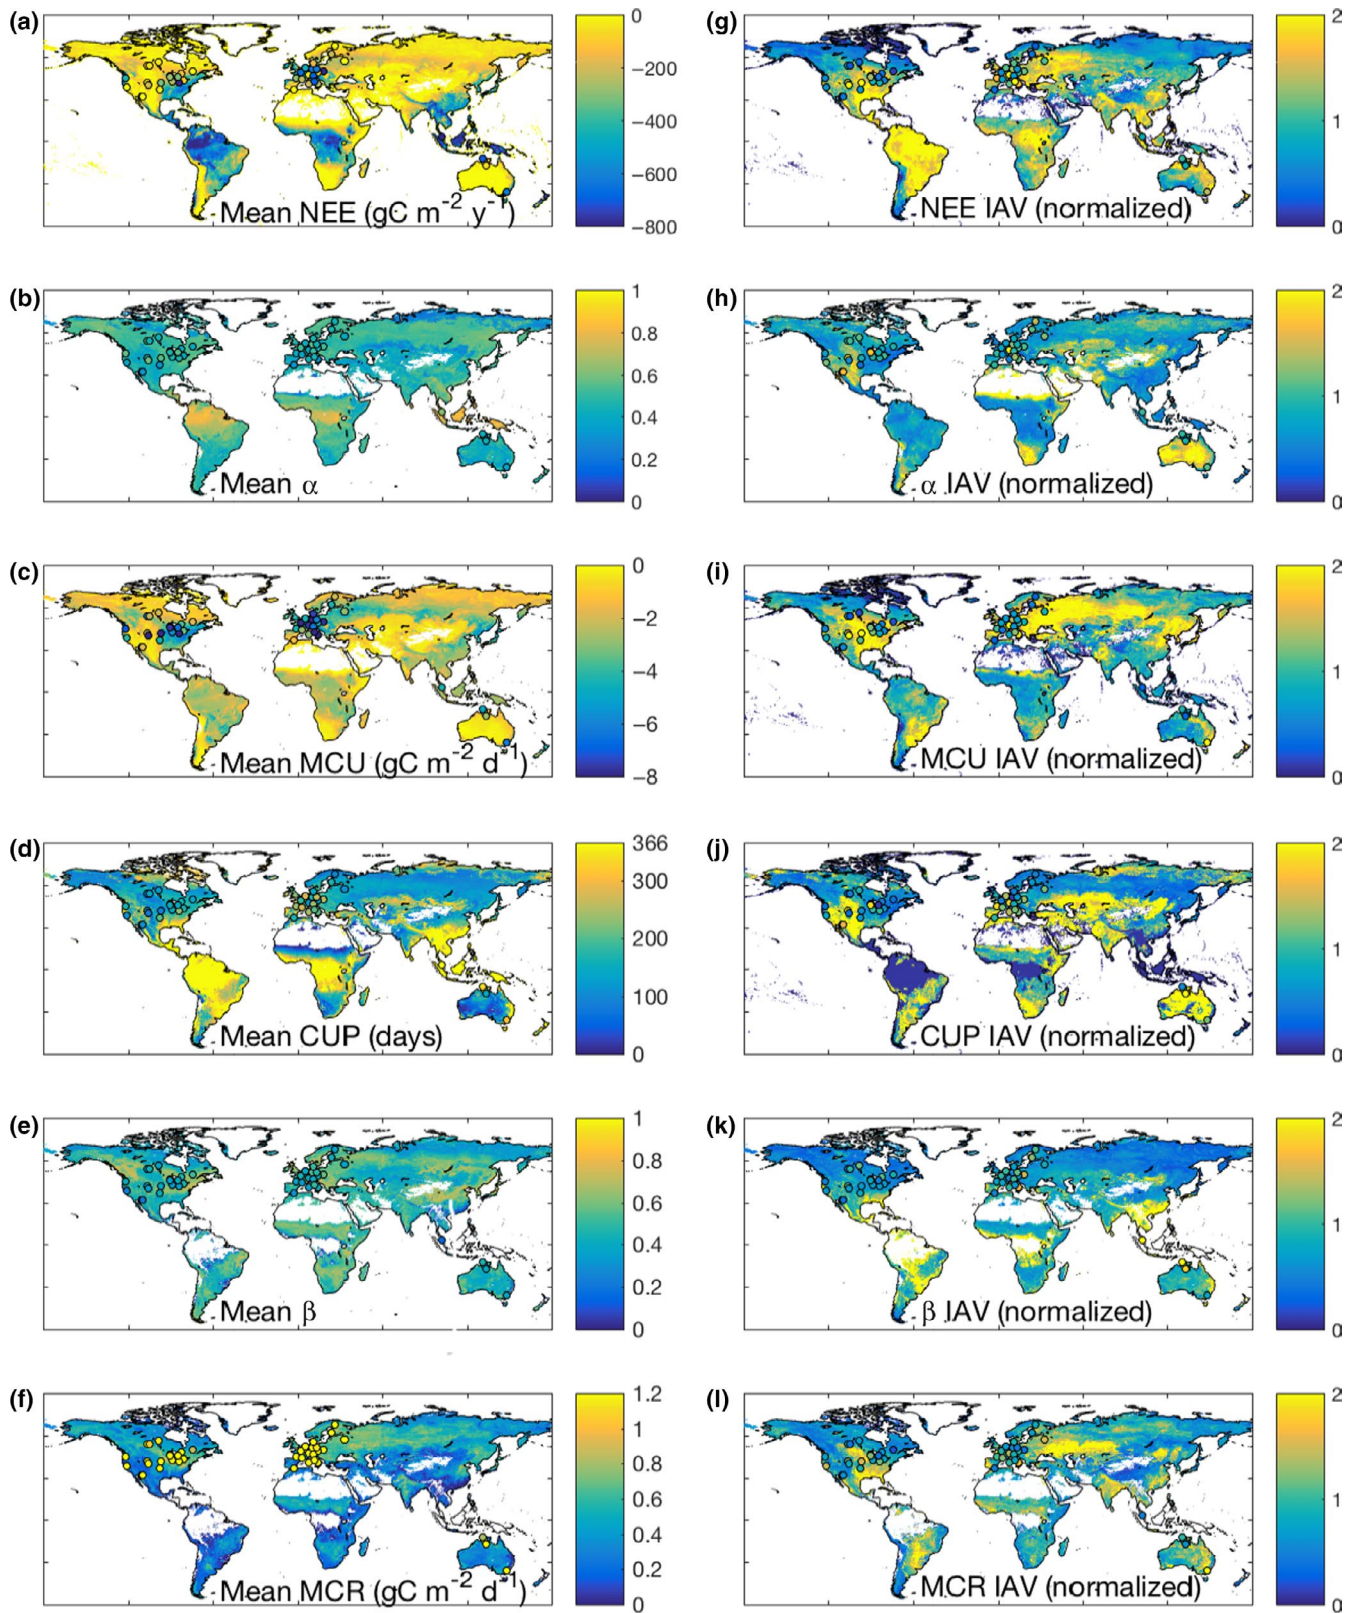 (a)
Mean NEE (gC m⁻² y⁻¹)
0
−200
−400
−600
−800
(g)
NEE IAV (normalized)
2
1
0
(b)
Mean α
1
0.8
0.6
0.4
0.2
0
(h)
α IAV (normalized)
2
1
0
(c)
Mean MCU (gC m⁻² d⁻¹)
0
−2
−4
−6
−8
(i)
MCU IAV (normalized)
2
1
0
(d)
Mean CUP (days)
366
300
200
100
0
(j)
CUP IAV (normalized)
2
1
0
(e)
Mean β
1
0.8
0.6
0.4
0.2
0
(k)
β IAV (normalized)
2
1
0
(f)
Mean MCR (gC m⁻² d⁻¹)
1.2
1
0.8
0.6
0.4
0.2
0
(l)
MCR IAV (normalized)
2
1
0